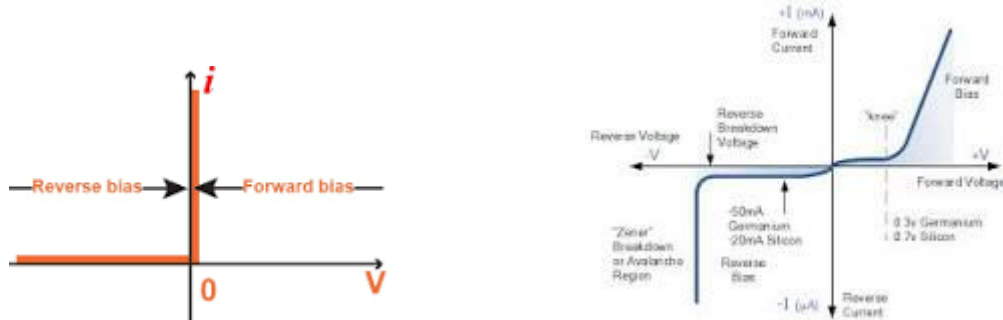 i
Reverse bias
Forward bias
0
V
+I (mA)
Forward
Current
Forward
Bias
"knee"
Reverse
Breakdown
Voltage
Reverse Voltage
-V
+V
Forward Voltage
-50mA
Germanium
-20mA Silicon
0.3v Germanium
0.7v Silicon
"Zener"
Breakdown
or Avalanche
Region
Reverse
Bias
-I (µA)
Reverse
Current